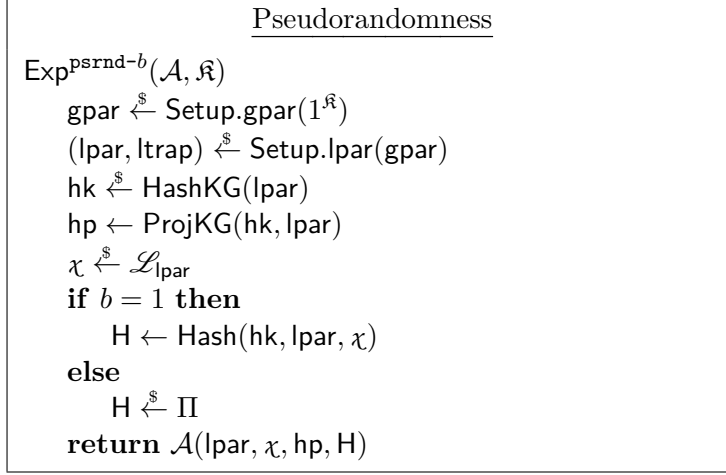 Pseudorandomness
Exp^{psrnd-b}(𝒜, 𝔎)
gpar ←$ Setup.gpar(1^𝔎)
(lpar, ltrap) ←$ Setup.lpar(gpar)
hk ←$ HashKG(lpar)
hp ← ProjKG(hk, lpar)
χ ←$ ℒ_lpar
if b = 1 then
H ← Hash(hk, lpar, χ)
else
H ←$ Π
return 𝒜(lpar, χ, hp, H)